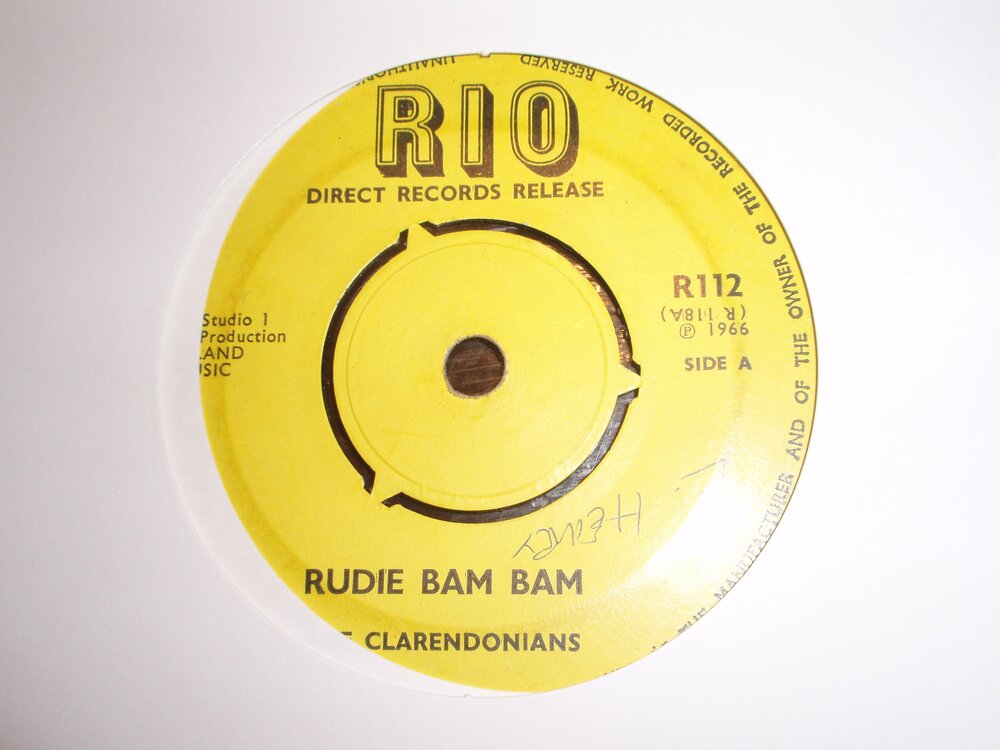 RIO
DIRECT RECORDS RELEASE
Studio 1
Production
LAND
USIC
R112
(R 118A)
℗ 1966
SIDE A
RUDIE BAM BAM
E CLARENDONIANS
THE MANUFACTURER AND OF THE OWNER OF THE RECORDED WORK RESERVED